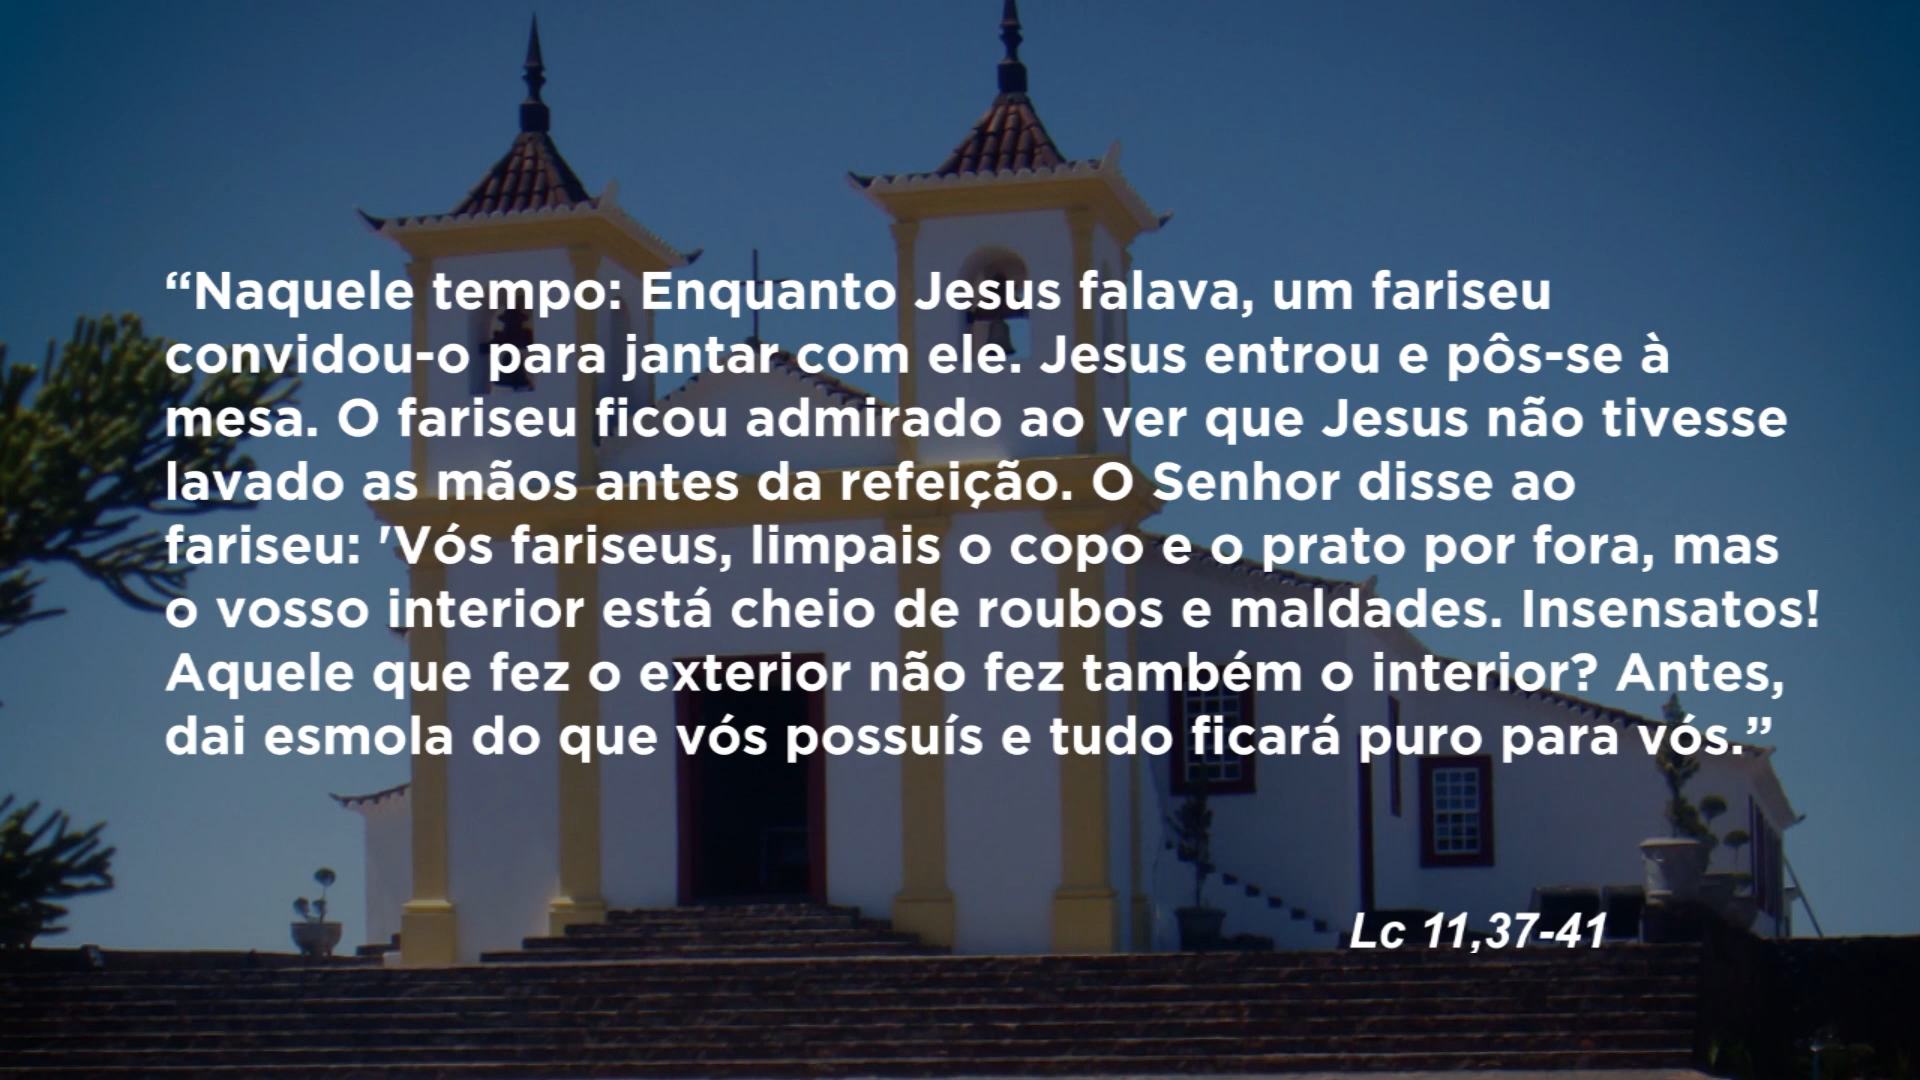 “Naquele tempo: Enquanto Jesus falava, um fariseu
convidou-o para jantar com ele. Jesus entrou e pôs-se à
mesa. O fariseu ficou admirado ao ver que Jesus não tivesse
lavado as mãos antes da refeição. O Senhor disse ao
fariseu: 'Vós fariseus, limpais o copo e o prato por fora, mas
o vosso interior está cheio de roubos e maldades. Insensatos!
Aquele que fez o exterior não fez também o interior? Antes,
dai esmola do que vós possuís e tudo ficará puro para vós.”
Lc 11,37-41